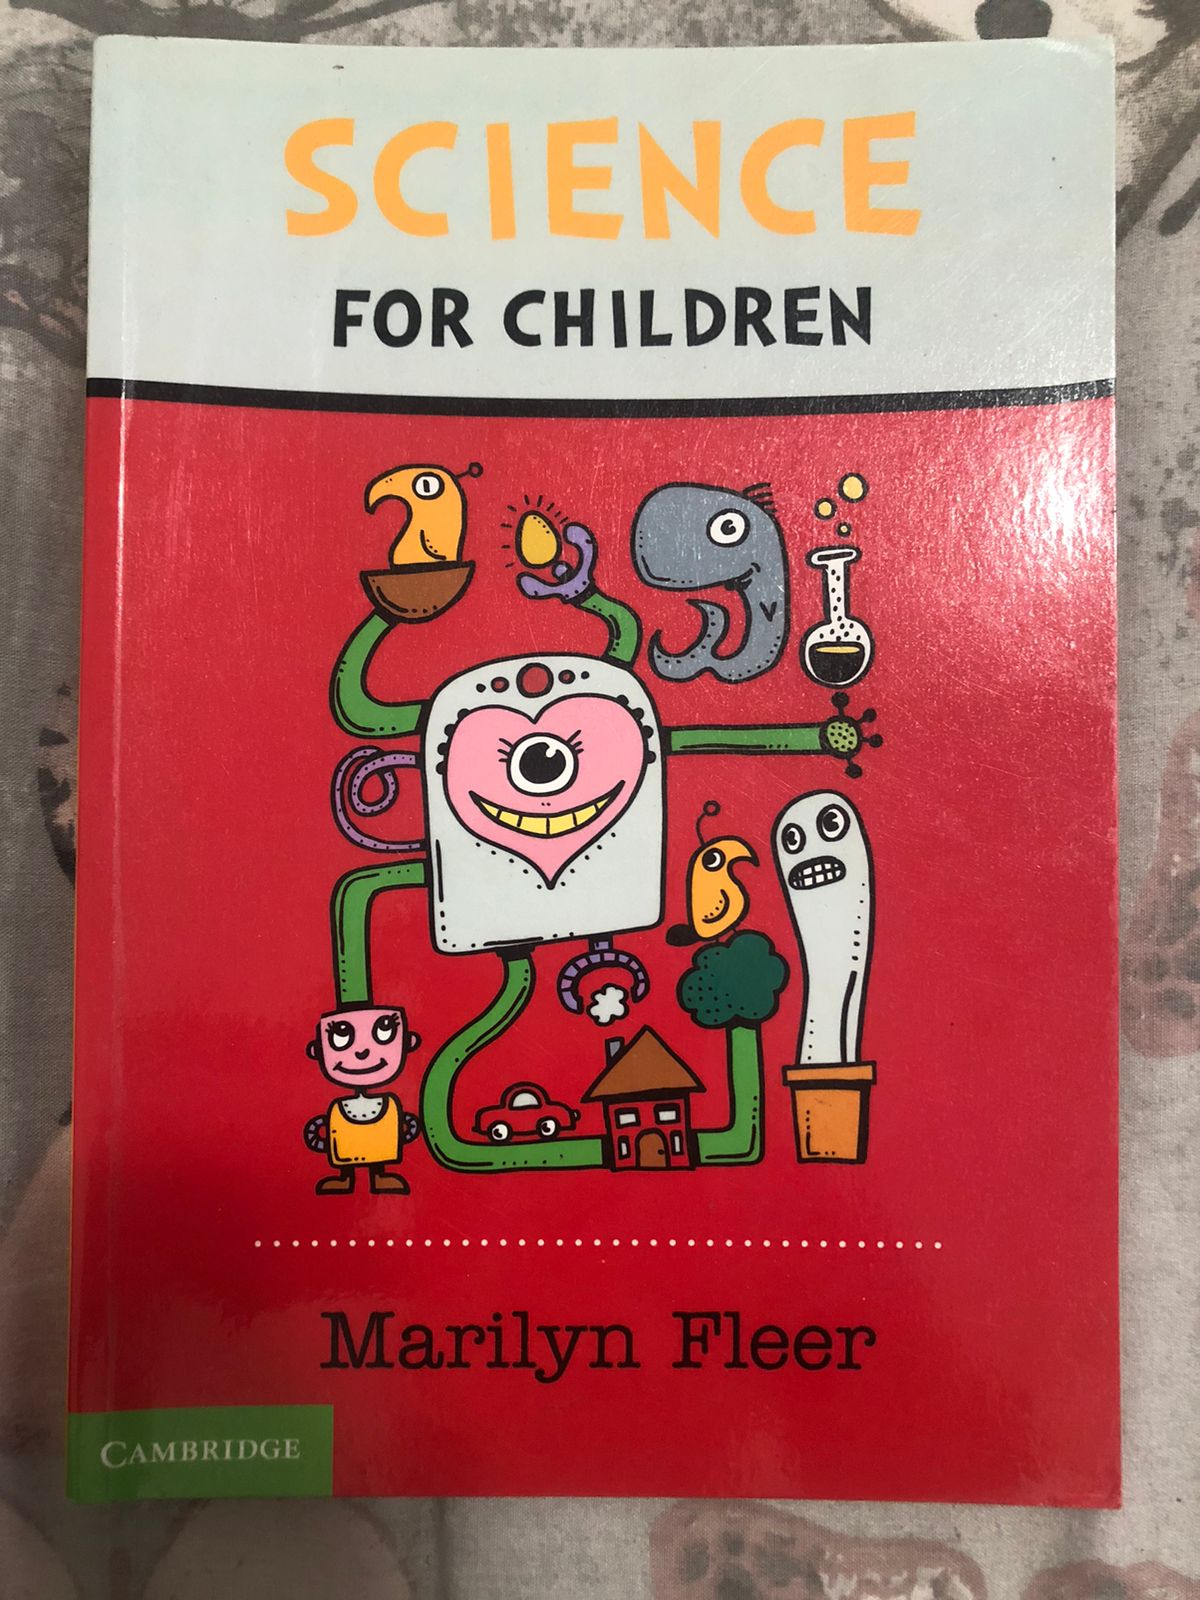 SCIENCE
FOR CHILDREN
Marilyn Fleer
CAMBRIDGE